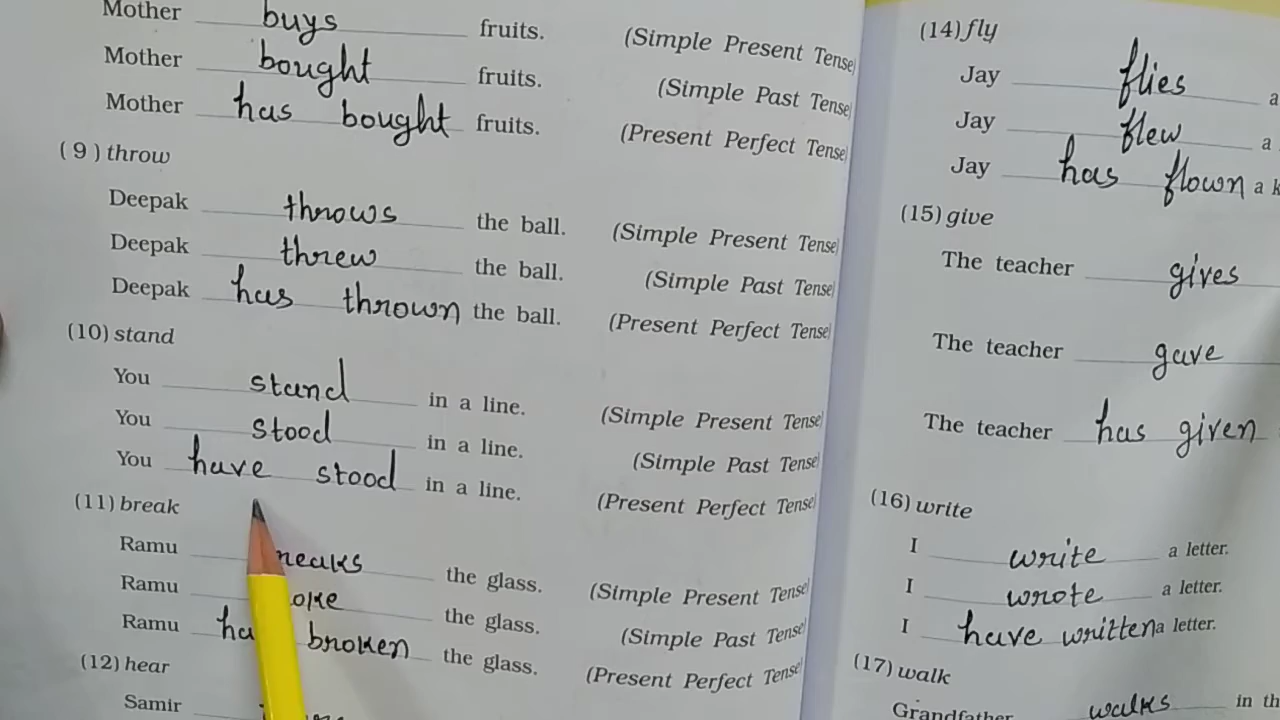 Mother buys fruits. (Simple Present Tense)
Mother bought fruits. (Simple Past Tense)
Mother has bought fruits. (Present Perfect Tense)
(9) throw
Deepak throws the ball. (Simple Present Tense)
Deepak threw the ball. (Simple Past Tense)
Deepak has thrown the ball. (Present Perfect Tense)
(10) stand
You stand in a line. (Simple Present Tense)
You stood in a line. (Simple Past Tense)
You have stood in a line. (Present Perfect Tense)
(11) break
Ramu reaks the glass. (Simple Present Tense)
Ramu oke the glass. (Simple Past Tense)
Ramu ha broken the glass. (Present Perfect Tense)
(12) hear
Samir
(14) fly
Jay flies a
Jay flew a
Jay has flown a k
(15) give
The teacher gives
The teacher gave
The teacher has given
(16) write
I write a letter.
I wrote a letter.
I have written a letter.
(17) walk
Grandfather walks in th